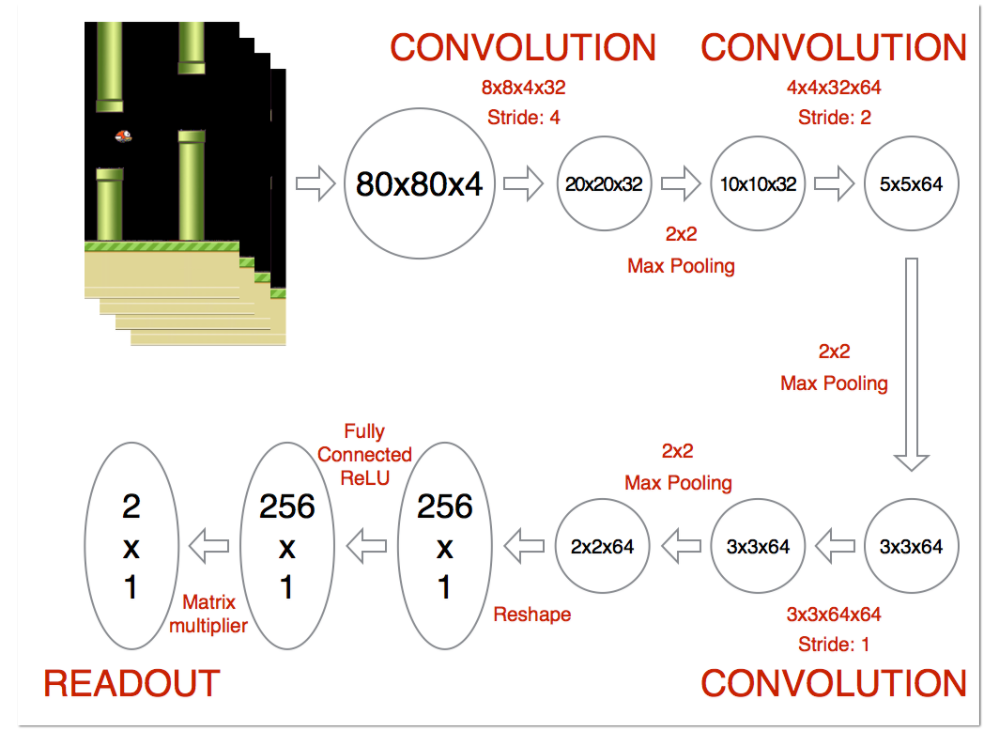 CONVOLUTION
8x8x4x32
Stride: 4
CONVOLUTION
4x4x32x64
Stride: 2
80x80x4
20x20x32
10x10x32
5x5x64
2x2
Max Pooling
2x2
Max Pooling
Fully
Connected
ReLU
2x2
Max Pooling
2
x
1
256
x
1
256
x
1
2x2x64
3x3x64
3x3x64
Matrix
multiplier
Reshape
3x3x64x64
Stride: 1
READOUT
CONVOLUTION